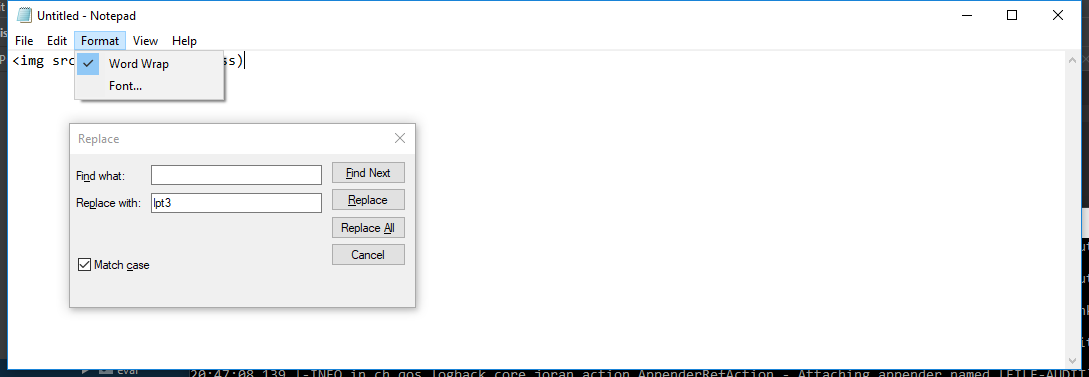 Untitled - Notepad
File Edit Format View Help
<img src ss)
Word Wrap
Font...
Replace
Find what:
Find Next
Replace with: lpt3
Replace
Replace All
Cancel
Match case
eval
20:47:08,139 |-INFO in ch.qos.logback.core.joran.action.AppenderRefAction - Attaching appender named [FILE-AUDIT